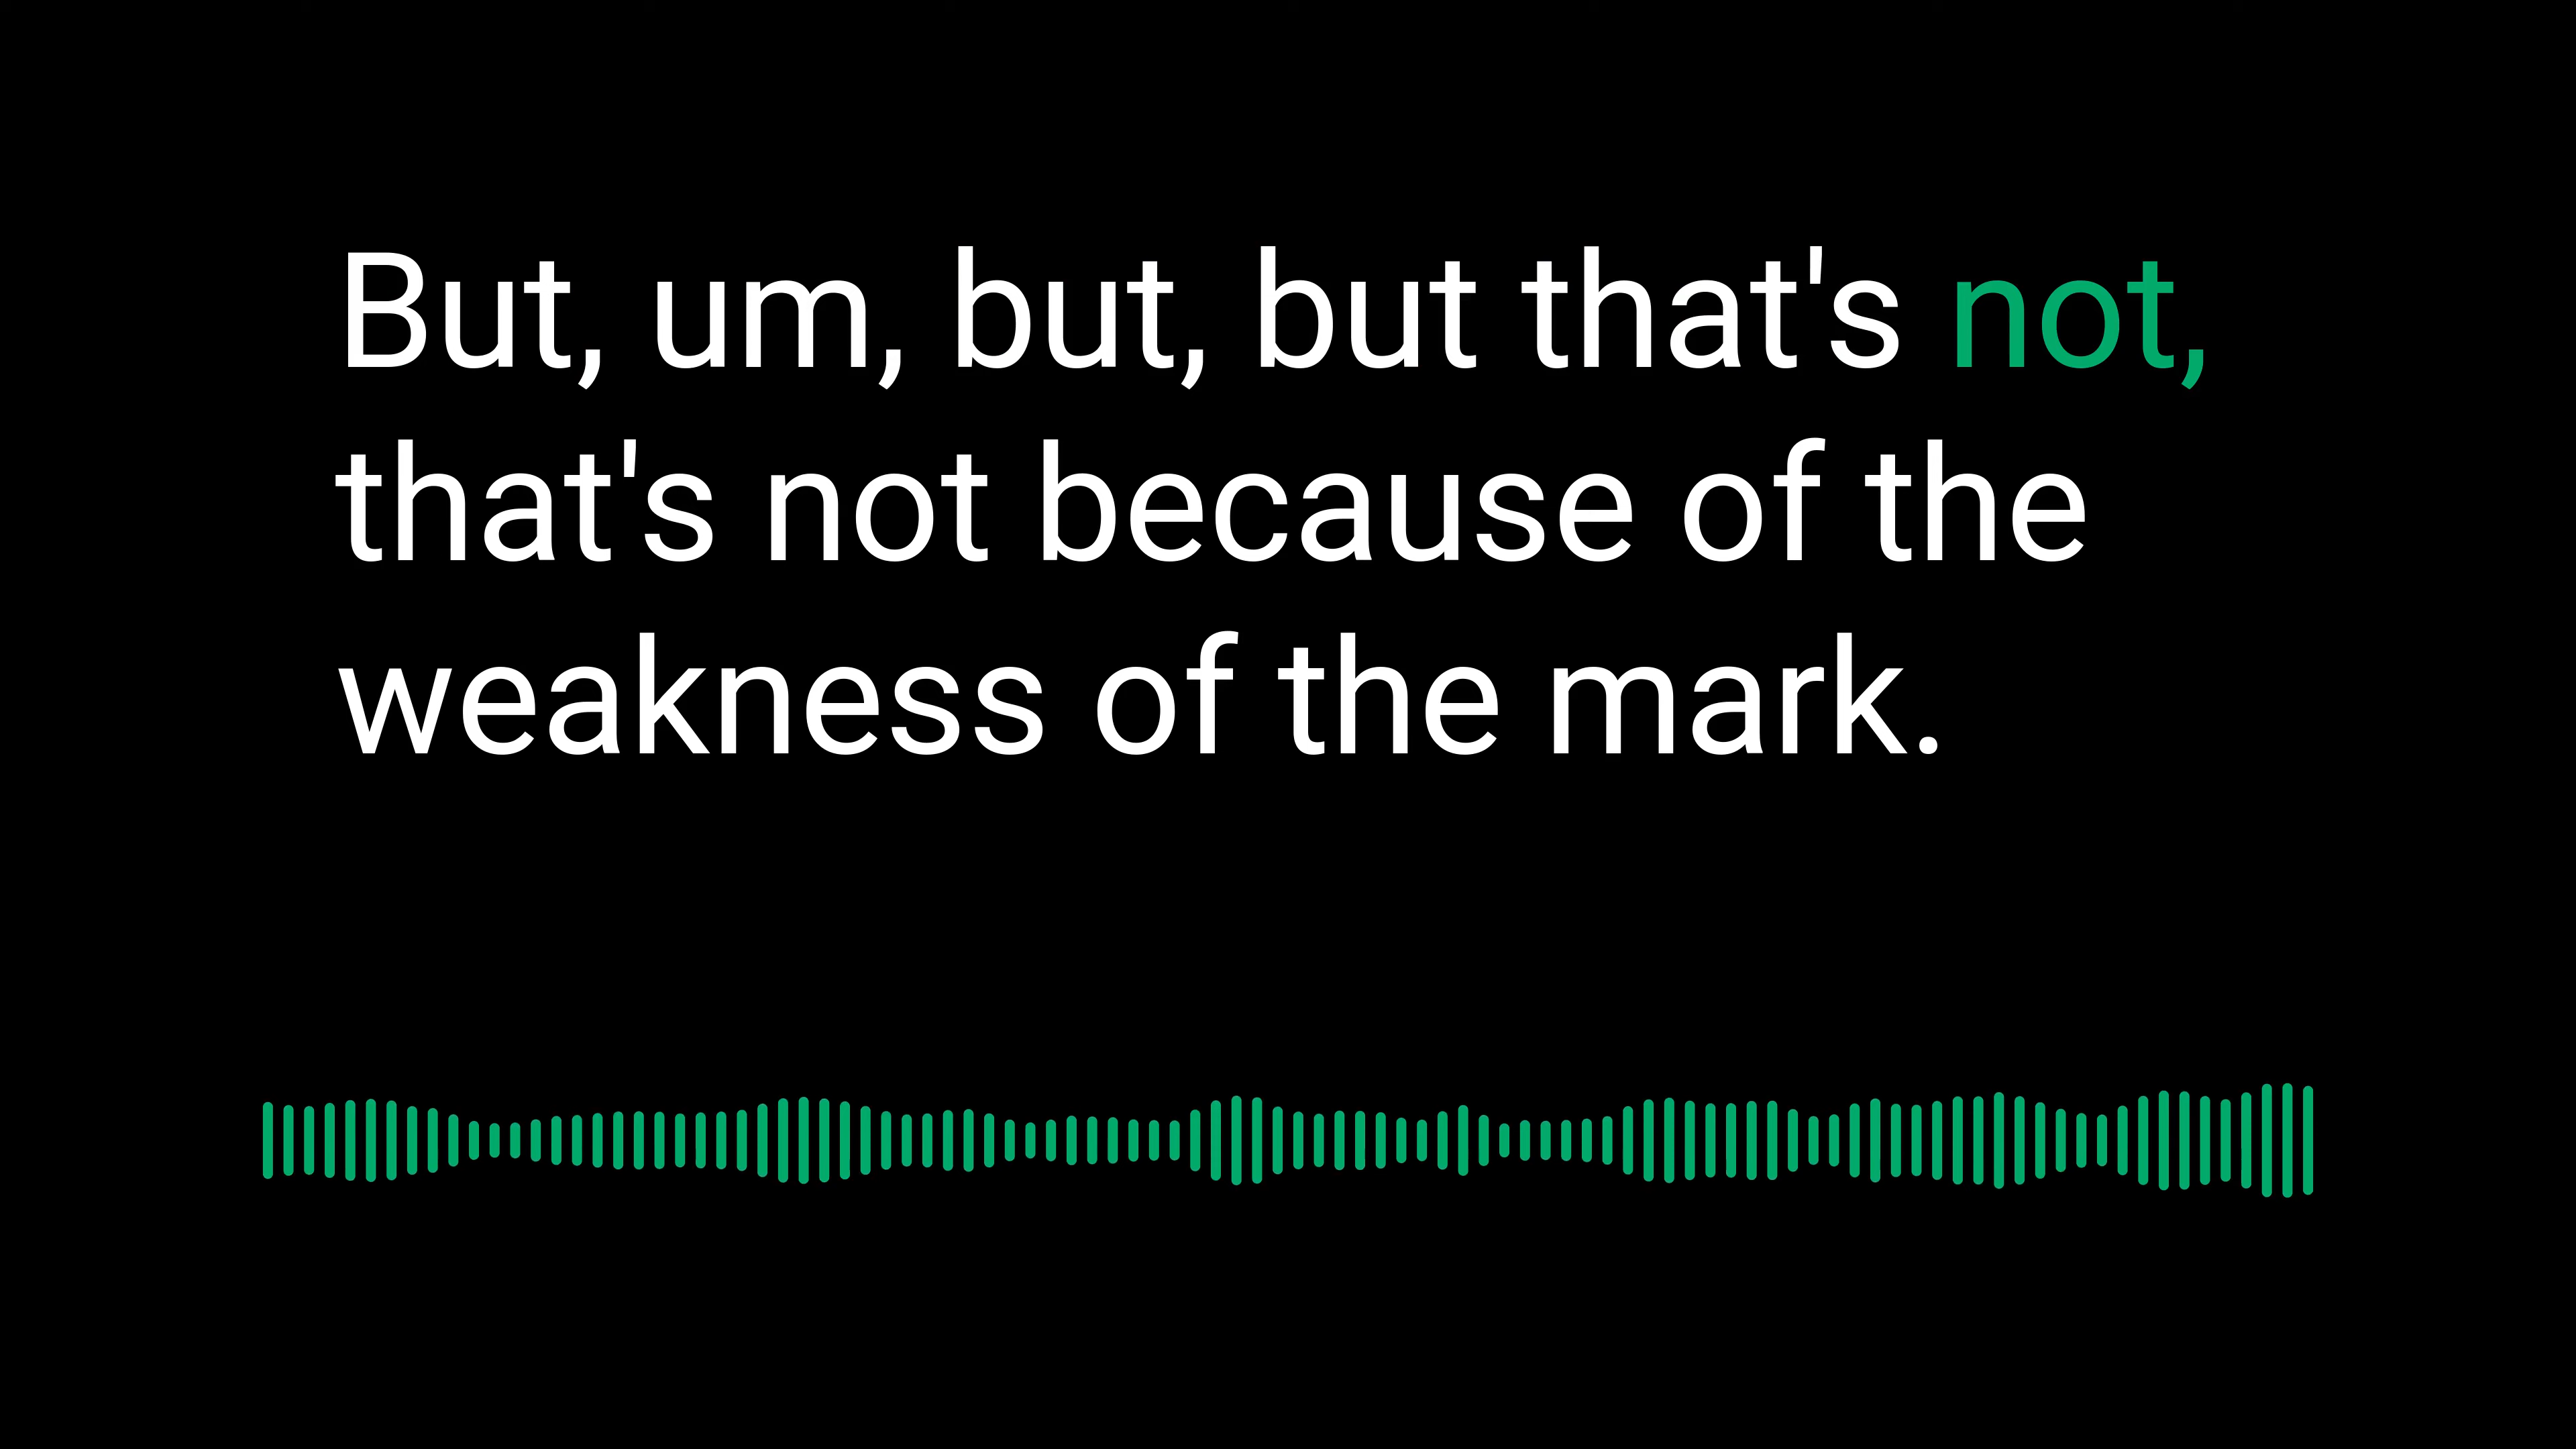 But, um, but, but that's not,
that's not because of the
weakness of the mark.